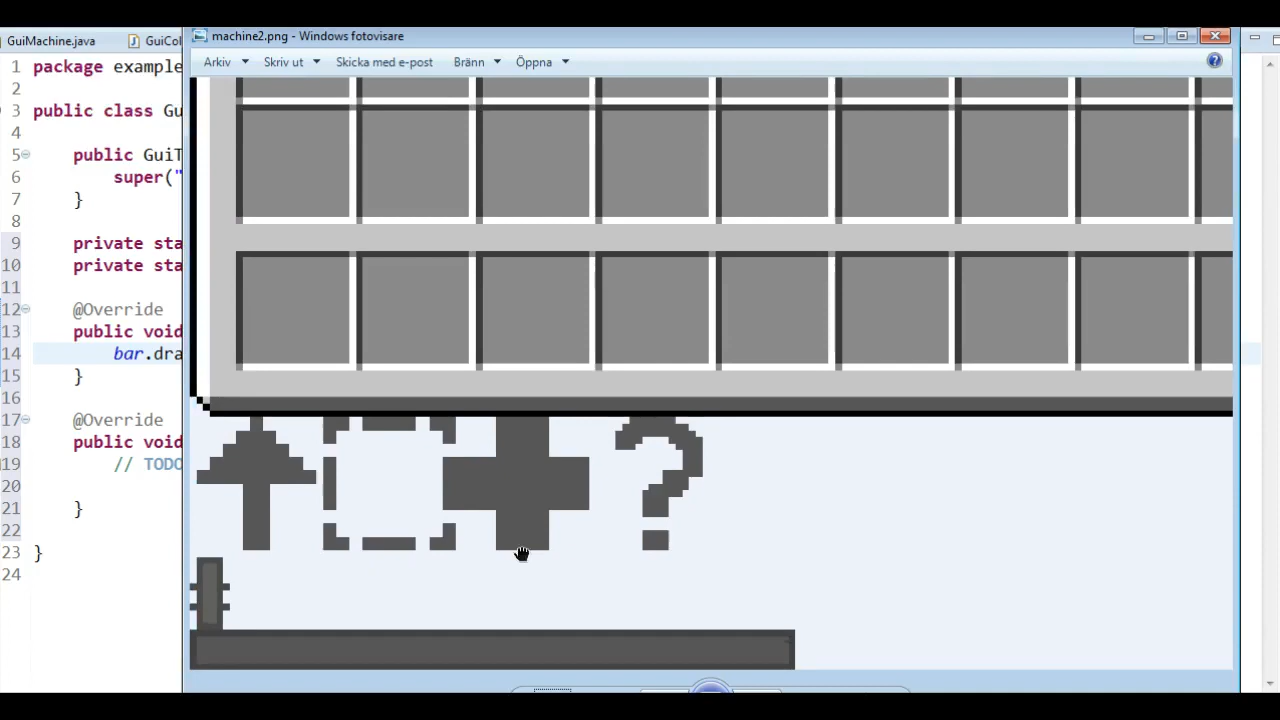 GuiMachine.java
GuiCol
machine2.png - Windows fotovisare
Arkiv Skriv ut Skicka med e-post Bränn Öppna
1 package example
2
3 public class Gu
4
5 public GuiT
6 super("
7 }
8
9 private sta
10 private sta
11
12 @Override
13 public void
14 bar.dra
15 }
16
17 @Override
18 public void
19 // TODO
20
21 }
22
23 }
24
?